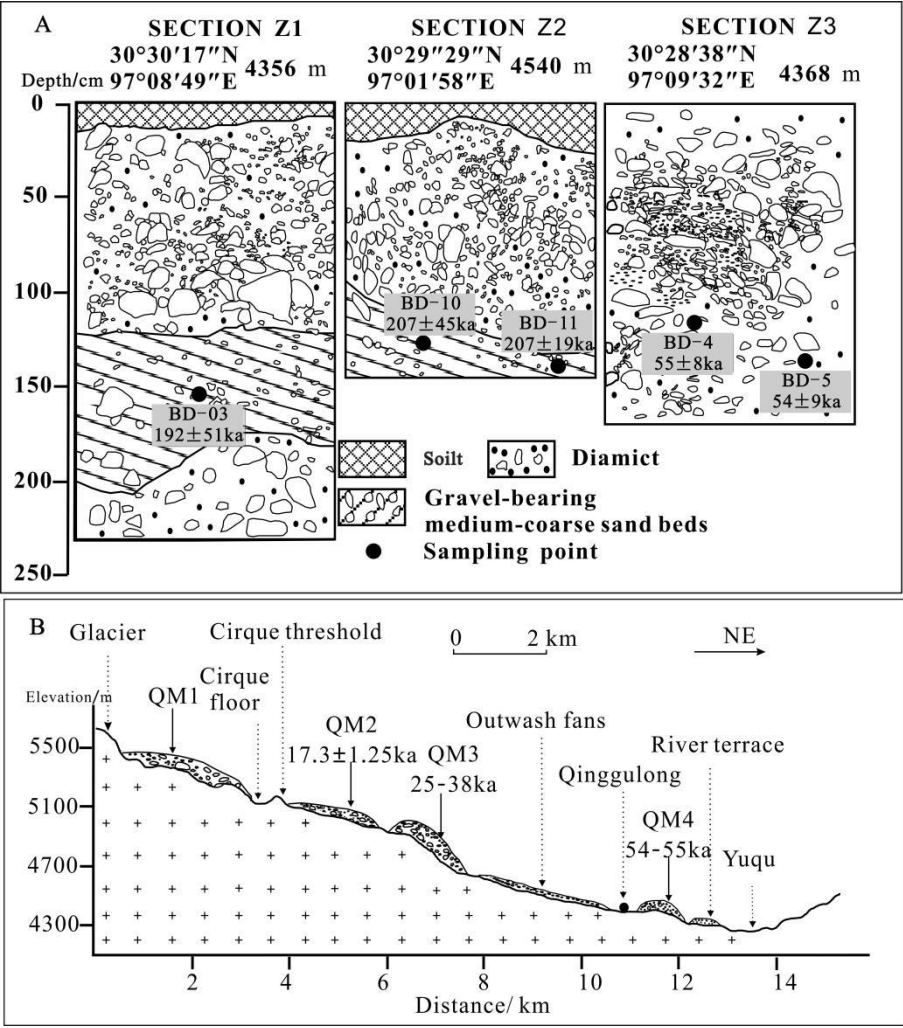 A
SECTION Z1
30°30′17″N
97°08′49″E
4356 m
SECTION Z2
30°29″29″N
97°01′58″E
4540 m
SECTION Z3
30°28′38″N
97°09′32″E
4368 m
Depth/cm
0
50
100
150
200
250
BD-03
192±51ka
BD-10
207±45ka
BD-11
207±19ka
BD-4
55±8ka
BD-5
54±9ka
Soilt
Diamict
Gravel-bearing
medium-coarse sand beds
Sampling point
B
Glacier
Cirque threshold
0 2 km
NE
Elevation/m
QM1
Cirque
floor
QM2
17.3±1.25ka
QM3
25-38ka
Outwash fans
Qinggulong
River terrace
QM4
54-55ka
Yuqu
5500
5100
4700
4300
2 4 6 8 10 12 14
Distance/ km